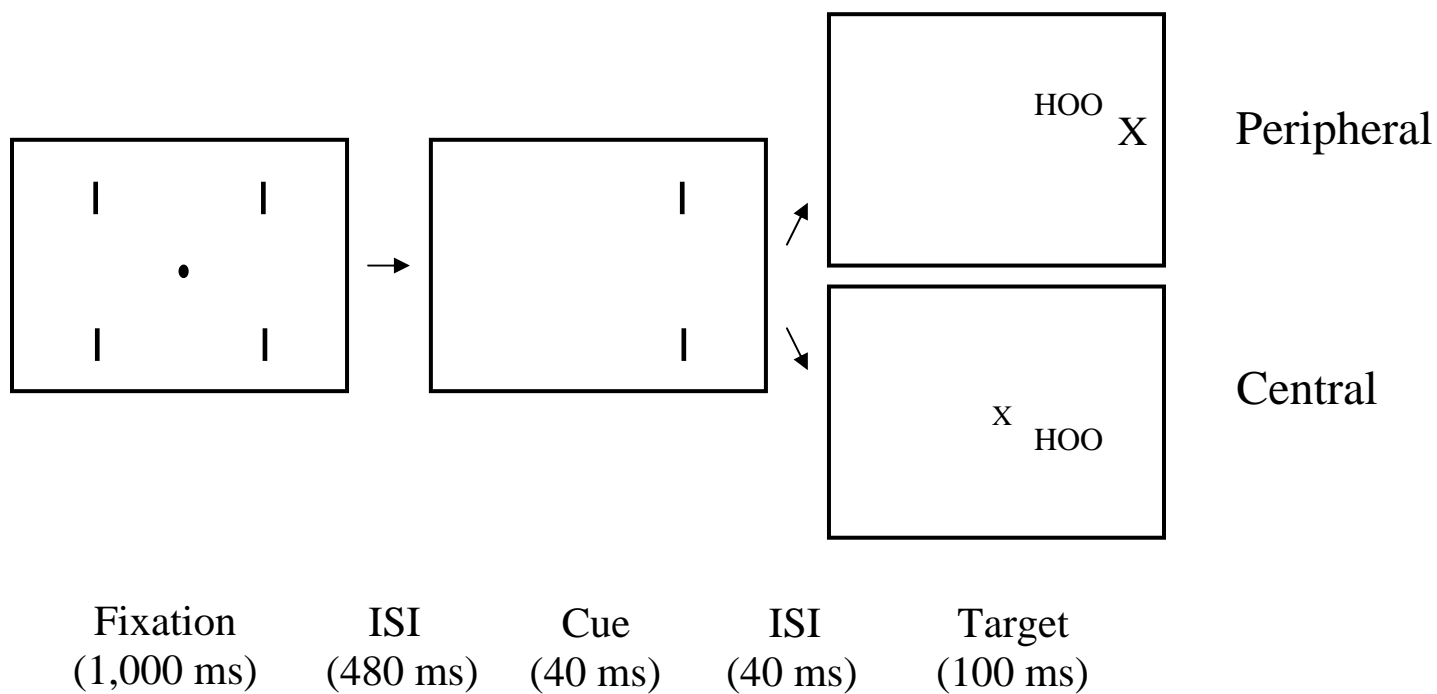 HOO
X
Peripheral
X
HOO
Central
Fixation ISI Cue ISI Target
(1,000 ms) (480 ms) (40 ms) (40 ms) (100 ms)